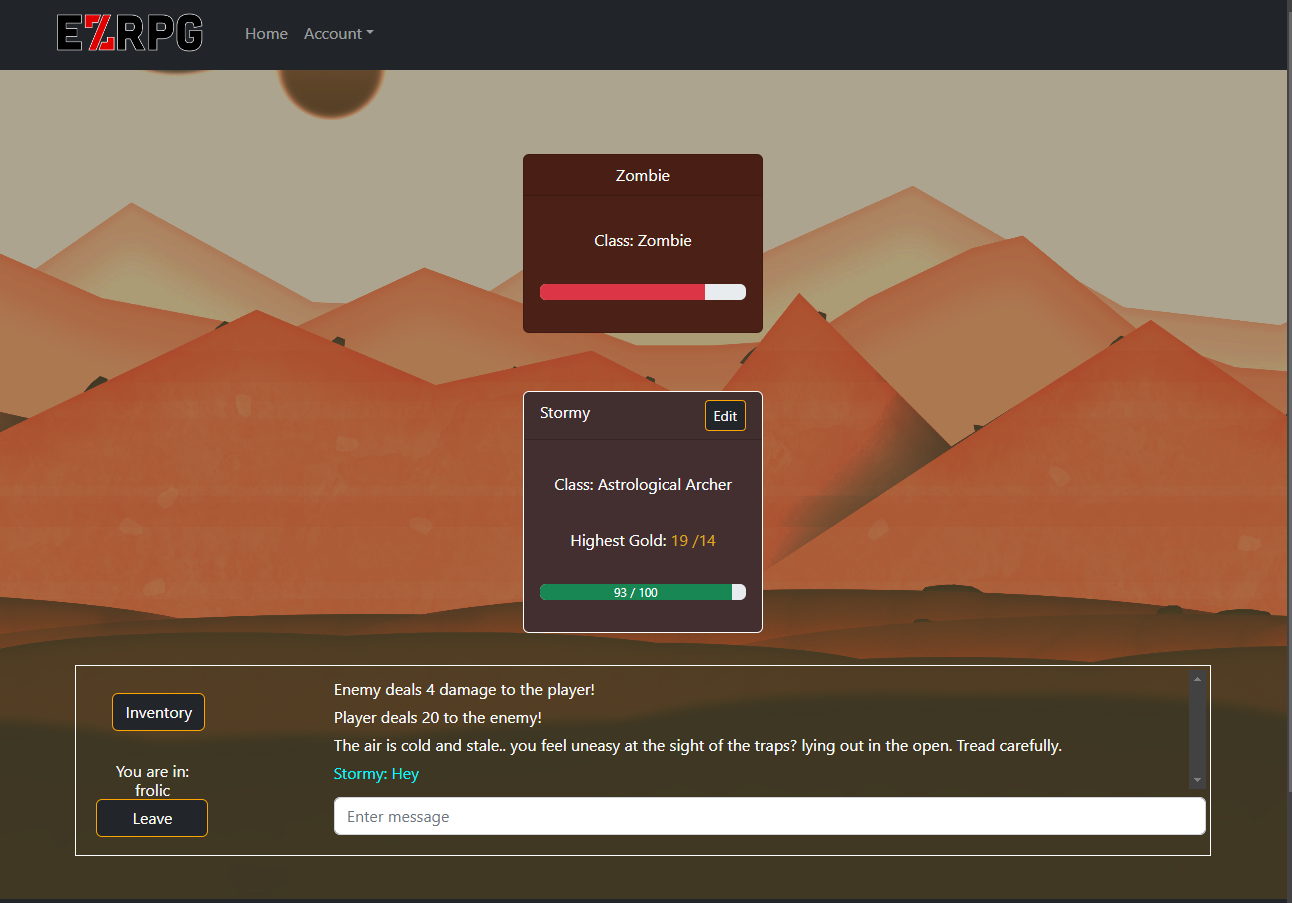 EZRPG
Home
Account
Zombie
Class: Zombie
Stormy
Edit
Class: Astrological Archer
Highest Gold: 19 /14
93 / 100
Inventory
You are in:
frolic
Leave
Enemy deals 4 damage to the player!
Player deals 20 to the enemy!
The air is cold and stale.. you feel uneasy at the sight of the traps? lying out in the open. Tread carefully.
Stormy: Hey
Enter message